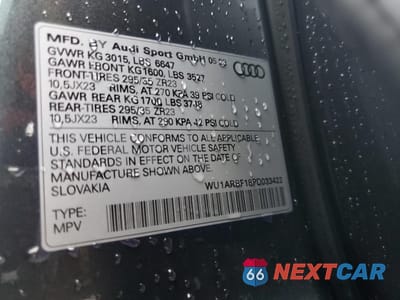 MFD. BY Audi Sport GmbH
GVWR KG 3015, LBS 6647
GAWR FRONT KG 1600, LBS 3527
FRONT-TIRES 295/35 ZR23
10,5JX23 RIMS, AT 270 KPA 39 PSI COLD
GAWR REAR KG 1700 LBS 3748
REAR-TIRES 295/35 ZR23
10,5JX23 RIMS, AT 290 KPA 42 PSI COLD
THIS VEHICLE CONFORMS TO ALL APPLICABLE
U.S. FEDERAL MOTOR VEHICLE SAFETY
STANDARDS IN EFFECT ON THE DATE OF
MANUFACTURE SHOWN ABOVE.
SLOVAKIA
TYPE:
MPV
66 NEXTCAR